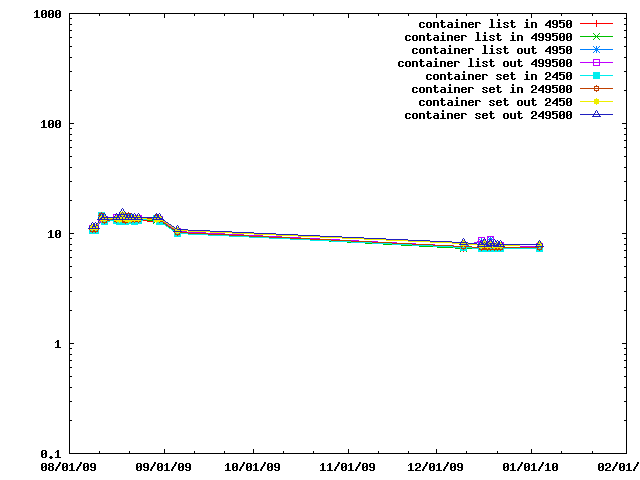 1000
container list in 4950
container list in 499500
container list out 4950
container list out 499500
container set in 2450
container set in 249500
container set out 2450
container set out 249500
100
10
1
0.1
08/01/09 09/01/09 10/01/09 11/01/09 12/01/09 01/01/10 02/01/